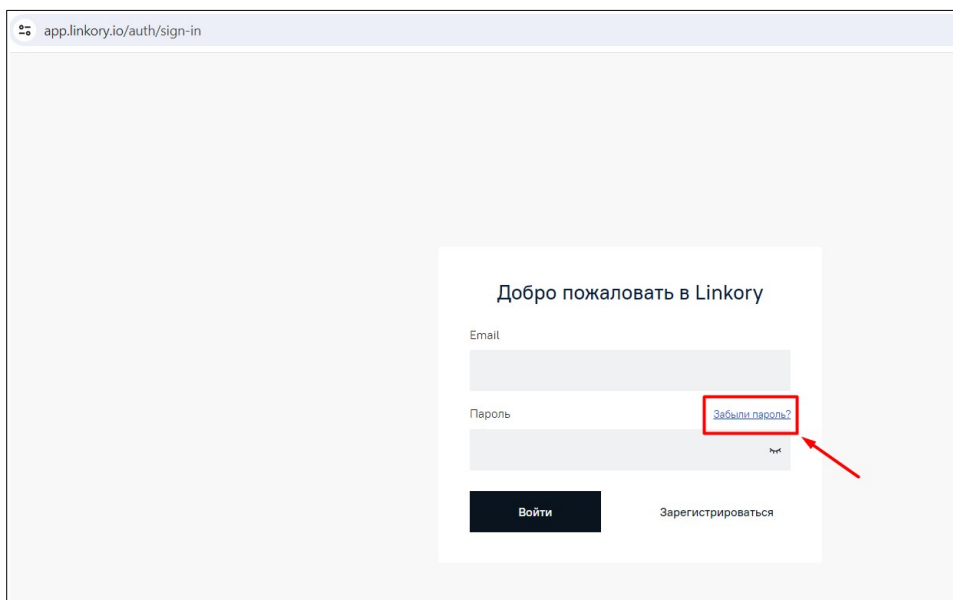 app.linkory.io/auth/sign-in
Добро пожаловать в Linkory
Email
Пароль
Забыли пароль?
Войти
Зарегистрироваться